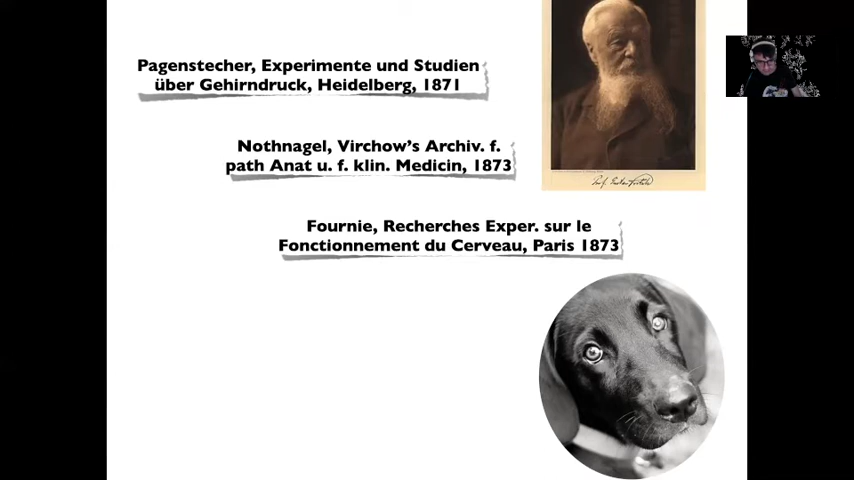 Pagenstecher, Experimente und Studien
über Gehirndruck, Heidelberg, 1871
Nothnagel, Virchow's Archiv. f.
path Anat u. f. klin. Medicin, 1873
Fournie, Recherches Exper. sur le
Fonctionnement du Cerveau, Paris 1873